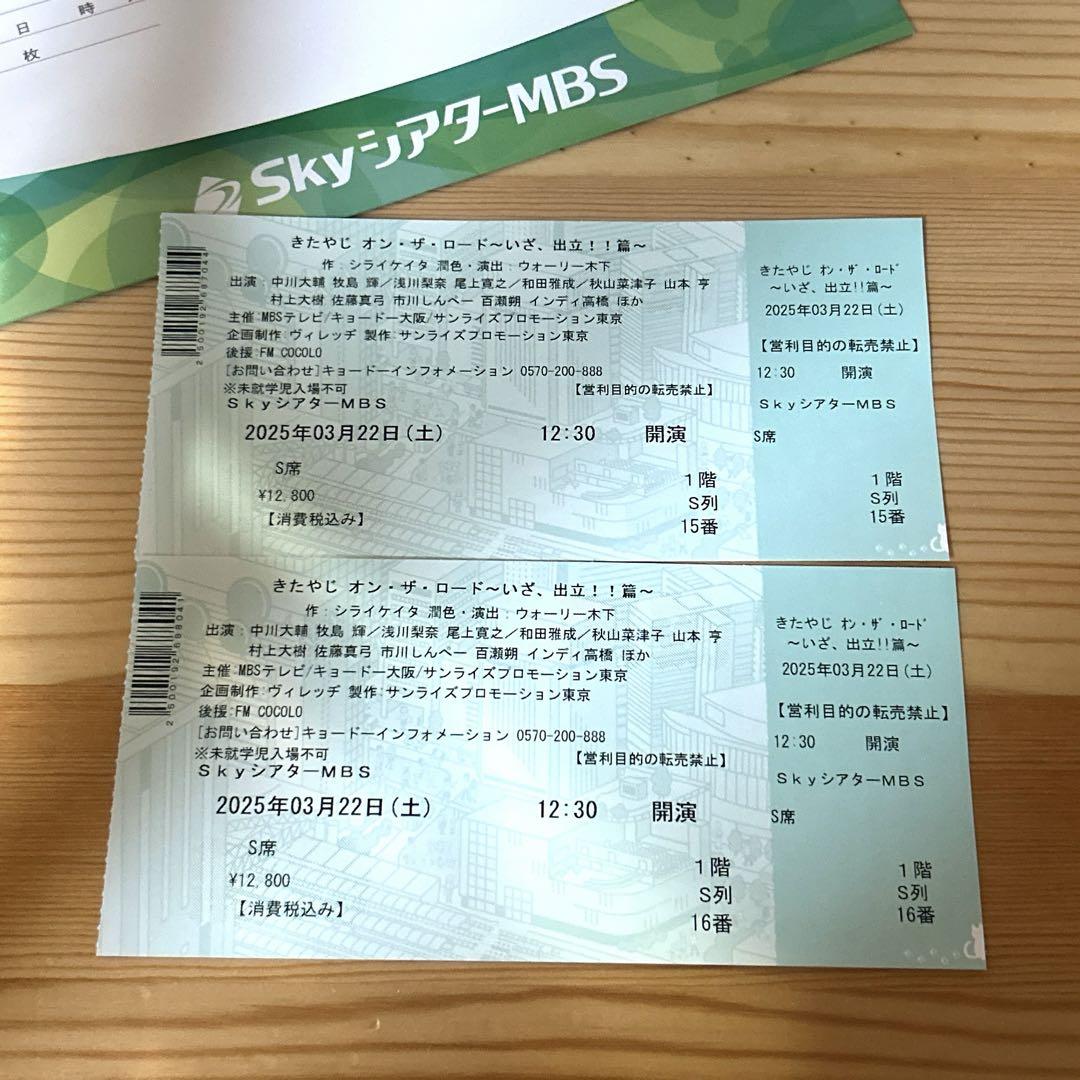 日 時
枚
SkyシアターMBS
きたやじ オン・ザ・ロード～いざ、出立！！篇～
作：シライケイタ 潤色・演出：ウォーリー木下
出演：中川大輔 牧島 輝／浅川梨奈 尾上寛之／和田雅成／秋山菜津子 山本 亨
村上大樹 佐藤真弓 市川しんペー 百瀬朔 インディ高橋 ほか
主催:MBSテレビ/キョードー大阪/サンライズプロモーション東京
企画制作:ヴィレッヂ 製作:サンライズプロモーション東京
後援:FM COCOLO
[お問い合わせ]キョードーインフォメーション 0570-200-888
※未就学児入場不可 【営利目的の転売禁止】
ＳｋｙシアターＭＢＳ
2025年03月22日(土) 12:30 開演
S席
¥12,800
【消費税込み】
1階
S列
15番
きたやじ オン・ザ・ロード
～いざ、出立!!篇～
2025年03月22日(土)
【営利目的の転売禁止】
12:30 開演
ＳｋｙシアターＭＢＳ
S席
1階
S列
15番
きたやじ オン・ザ・ロード～いざ、出立！！篇～
作：シライケイタ 潤色・演出：ウォーリー木下
出演：中川大輔 牧島 輝／浅川梨奈 尾上寛之／和田雅成／秋山菜津子 山本 亨
村上大樹 佐藤真弓 市川しんペー 百瀬朔 インディ高橋 ほか
主催:MBSテレビ/キョードー大阪/サンライズプロモーション東京
企画制作:ヴィレッヂ 製作:サンライズプロモーション東京
後援:FM COCOLO
[お問い合わせ]キョードーインフォメーション 0570-200-888
※未就学児入場不可 【営利目的の転売禁止】
ＳｋｙシアターＭＢＳ
2025年03月22日(土) 12:30 開演
S席
¥12,800
【消費税込み】
1階
S列
16番
きたやじ オン・ザ・ロード
～いざ、出立!!篇～
2025年03月22日(土)
【営利目的の転売禁止】
12:30 開演
ＳｋｙシアターＭＢＳ
S席
1階
S列
16番